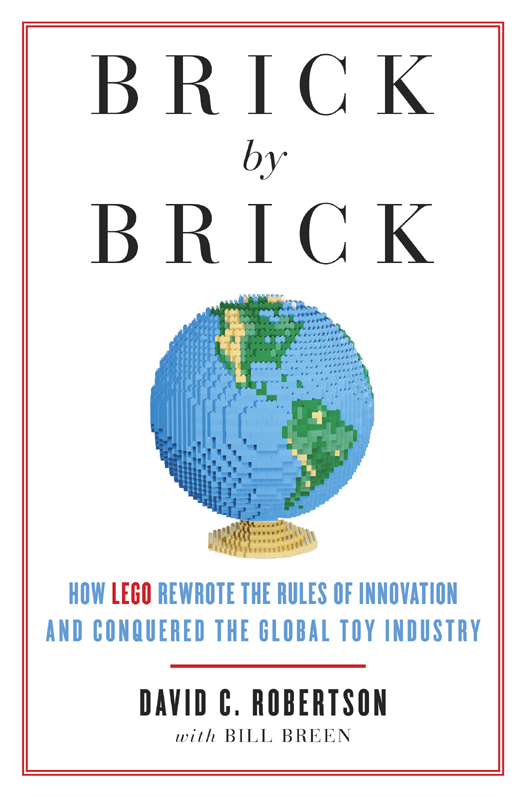 BRICK
by
BRICK
HOW LEGO REWROTE THE RULES OF INNOVATION
AND CONQUERED THE GLOBAL TOY INDUSTRY
DAVID C. ROBERTSON
with BILL BREEN